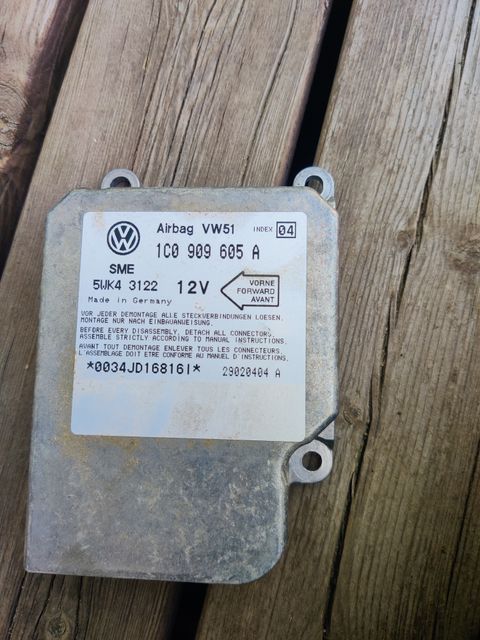 Airbag VW51 INDEX 04
1C0 909 605 A
SME
5WK4 3122 12V
VORNE
FORWARD
AVANT
Made in Germany
VOR JEDER DEMONTAGE ALLE STECKVERBINDUNGEN LOESEN,
MONTAGE NUR NACH EINBAUANWEISUNG.
BEFORE EVERY DISASSEMBLY, DETACH ALL CONNECTORS,
ASSEMBLE STRICTLY ACCORDING TO MANUAL INSTRUCTIONS.
AVANT TOUT DEMONTAGE ENLEVER TOUS LES CONNECTEURS,
L'ASSEMBLAGE DOIT ETRE CONFORME AU MANUEL D'INSTRUCTIONS.
*0034JD16816I* 29020404 A